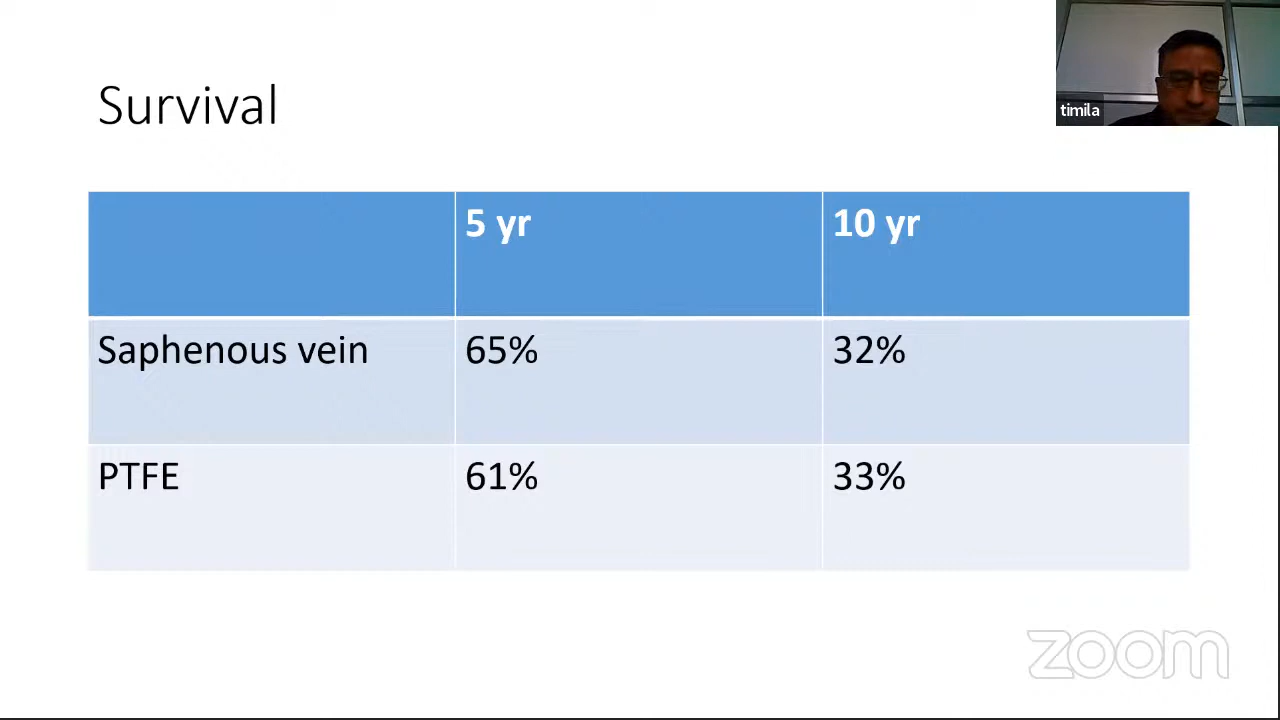 Survival
timila
5 yr 10 yr
Saphenous vein 65% 32%
PTFE 61% 33%
zoom